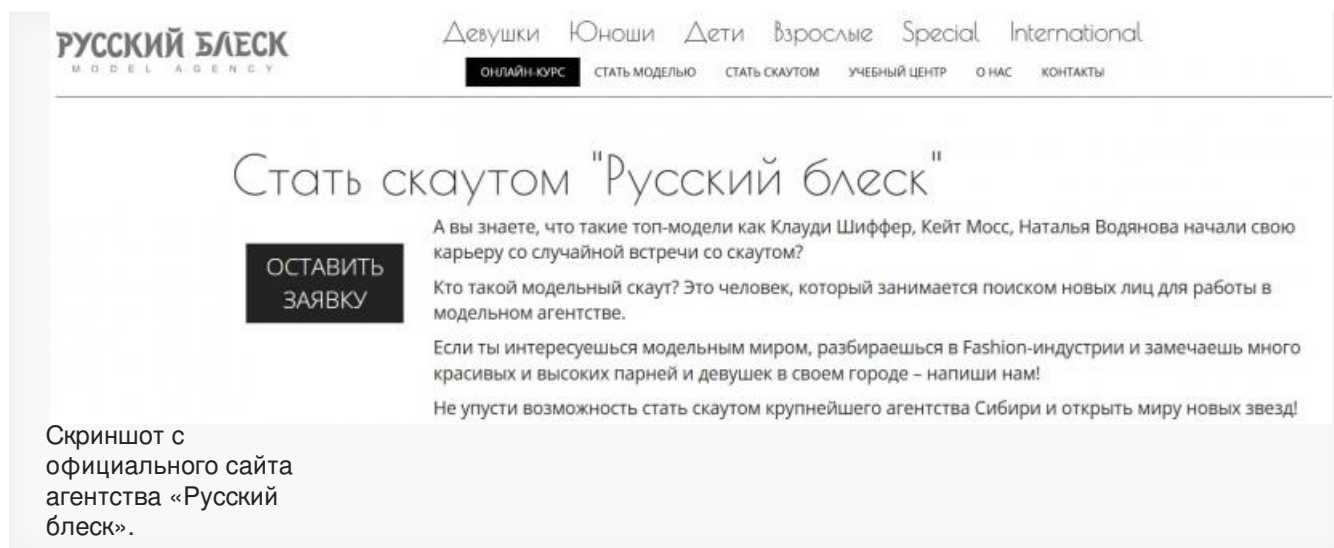 РУССКИЙ БЛЕСК
MODEL AGENCY
Девушки Юноши Дети Взрослые Special International
ОНЛАЙН-КУРС СТАТЬ МОДЕЛЬЮ СТАТЬ СКАУТОМ УЧЕБНЫЙ ЦЕНТР О НАС КОНТАКТЫ
Стать скаутом "Русский блеск"
ОСТАВИТЬ
ЗАЯВКУ
А вы знаете, что такие топ-модели как Клауди Шиффер, Кейт Мосс, Наталья Водянова начали свою
карьеру со случайной встречи со скаутом?
Кто такой модельный скаут? Это человек, который занимается поиском новых лиц для работы в
модельном агентстве.
Если ты интересуешься модельным миром, разбираешься в Fashion-индустрии и замечаешь много
красивых и высоких парней и девушек в своем городе – напиши нам!
Не упусти возможность стать скаутом крупнейшего агентства Сибири и открыть миру новых звезд!
Скриншот с
официального сайта
агентства «Русский
блеск».